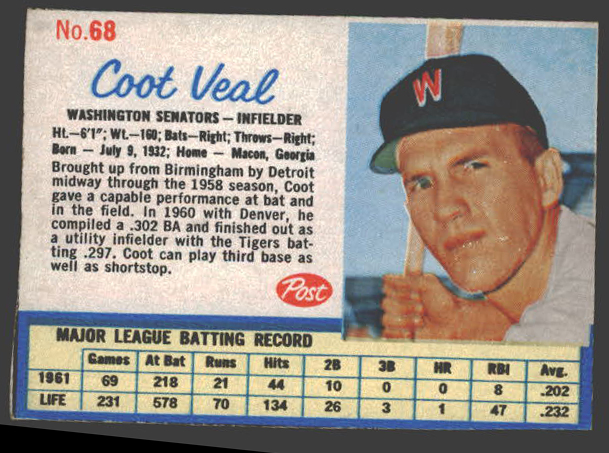 No.68
Coot Veal
W
WASHINGTON SENATORS — INFIELDER
Ht.—6'1"; Wt.—160; Bats—Right; Throws—Right;
Born — July 9, 1932; Home — Macon, Georgia
Brought up from Birmingham by Detroit
midway through the 1958 season, Coot
gave a capable performance at bat and
in the field. In 1960 with Denver, he
compiled a .302 BA and finished out as
a utility infielder with the Tigers bat-
ting .297. Coot can play third base as
well as shortstop.
Post
MAJOR LEAGUE BATTING RECORD
Games At Bat Runs Hits 2B 3B HR RBI Avg.
1961 69 218 21 44 10 0 0 8 .202
LIFE 231 578 70 134 26 3 1 47 .232